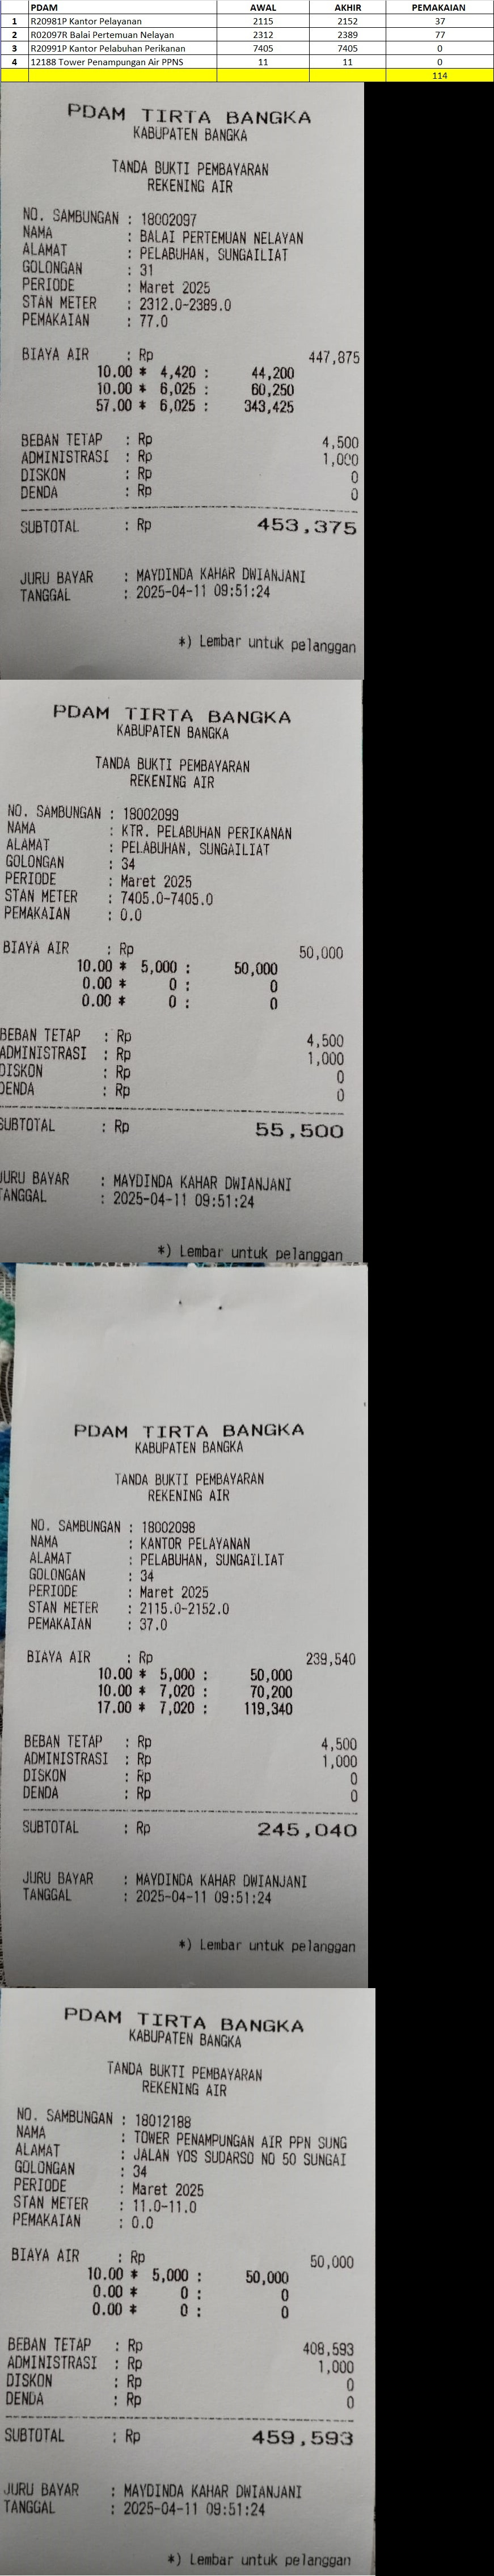 PDAM AWAL AKHIR PEMAKAIAN
1 R20981P Kantor Pelayanan 2115 2152 37
2 R02097R Balai Pertemuan Nelayan 2312 2389 77
3 R20991P Kantor Pelabuhan Perikanan 7405 7405 0
4 12188 Tower Penampungan Air PPNS 11 11 0
114
PDAM TIRTA BANGKA
KABUPATEN BANGKA
TANDA BUKTI PEMBAYARAN
REKENING AIR
NO. SAMBUNGAN : 18002097
NAMA : BALAI PERTEMUAN NELAYAN
ALAMAT : PELABUHAN, SUNGAILIAT
GOLONGAN : 31
PERIODE : Maret 2025
STAN METER : 2312.0-2389.0
PEMAKAIAN : 77.0
BIAYA AIR : Rp 447,875
10.00 * 4,420 : 44,200
10.00 * 6,025 : 60,250
57.00 * 6,025 : 343,425
BEBAN TETAP : Rp 4,500
ADMINISTRASI : Rp 1,000
DISKON : Rp 0
DENDA : Rp 0
SUBTOTAL : Rp 453,375
JURU BAYAR : MAYDINDA KAHAR DWIANJANI
TANGGAL : 2025-04-11 09:51:24
*) Lembar untuk pelanggan
PDAM TIRTA BANGKA
KABUPATEN BANGKA
TANDA BUKTI PEMBAYARAN
REKENING AIR
NO. SAMBUNGAN : 18002099
NAMA : KTR. PELABUHAN PERIKANAN
ALAMAT : PELABUHAN, SUNGAILIAT
GOLONGAN : 34
PERIODE : Maret 2025
STAN METER : 7405.0-7405.0
PEMAKAIAN : 0.0
BIAYA AIR : Rp 50,000
10.00 * 5,000 : 50,000
0.00 * 0 : 0
0.00 * 0 : 0
BEBAN TETAP : Rp 4,500
ADMINISTRASI : Rp 1,000
DISKON : Rp 0
DENDA : Rp 0
SUBTOTAL : Rp 55,500
JURU BAYAR : MAYDINDA KAHAR DWIANJANI
TANGGAL : 2025-04-11 09:51:24
*) Lembar untuk pelanggan
PDAM TIRTA BANGKA
KABUPATEN BANGKA
TANDA BUKTI PEMBAYARAN
REKENING AIR
NO. SAMBUNGAN : 18002098
NAMA : KANTOR PELAYANAN
ALAMAT : PELABUHAN, SUNGAILIAT
GOLONGAN : 34
PERIODE : Maret 2025
STAN METER : 2115.0-2152.0
PEMAKAIAN : 37.0
BIAYA AIR : Rp 239,540
10.00 * 5,000 : 50,000
10.00 * 7,020 : 70,200
17.00 * 7,020 : 119,340
BEBAN TETAP : Rp 4,500
ADMINISTRASI : Rp 1,000
DISKON : Rp 0
DENDA : Rp 0
SUBTOTAL : Rp 245,040
JURU BAYAR : MAYDINDA KAHAR DWIANJANI
TANGGAL : 2025-04-11 09:51:24
*) Lembar untuk pelanggan
PDAM TIRTA BANGKA
KABUPATEN BANGKA
TANDA BUKTI PEMBAYARAN
REKENING AIR
NO. SAMBUNGAN : 18012188
NAMA : TOWER PENAMPUNGAN AIR PPN SUNG
ALAMAT : JALAN YOS SUDARSO NO 50 SUNGAI
GOLONGAN : 34
PERIODE : Maret 2025
STAN METER : 11.0-11.0
PEMAKAIAN : 0.0
BIAYA AIR : Rp 50,000
10.00 * 5,000 : 50,000
0.00 * 0 : 0
0.00 * 0 : 0
BEBAN TETAP : Rp 408,593
ADMINISTRASI : Rp 1,000
DISKON : Rp 0
DENDA : Rp 0
SUBTOTAL : Rp 459,593
JURU BAYAR : MAYDINDA KAHAR DWIANJANI
TANGGAL : 2025-04-11 09:51:24
*) Lembar untuk pelanggan